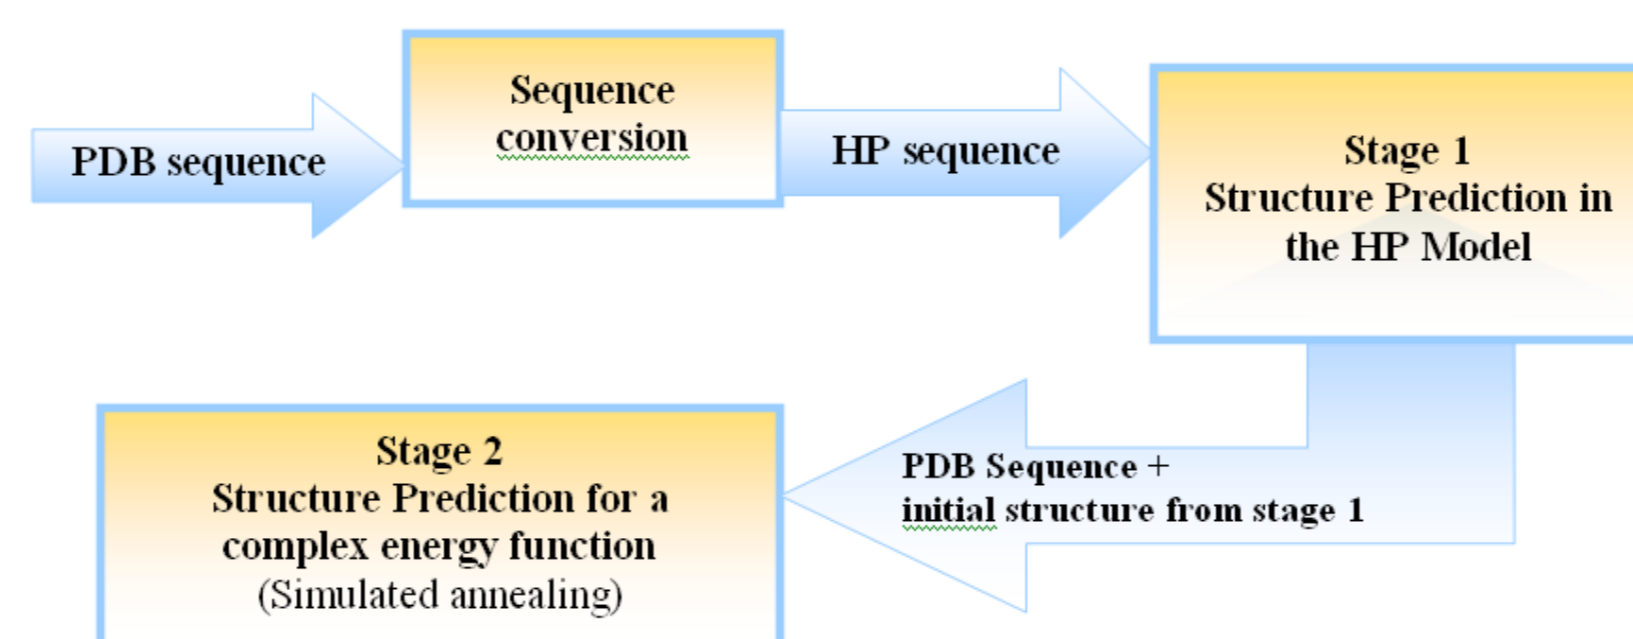 PDB sequence
Sequence
conversion
HP sequence
Stage 1
Structure Prediction in
the HP Model
PDB Sequence +
initial structure from stage 1
Stage 2
Structure Prediction for a
complex energy function
(Simulated annealing)